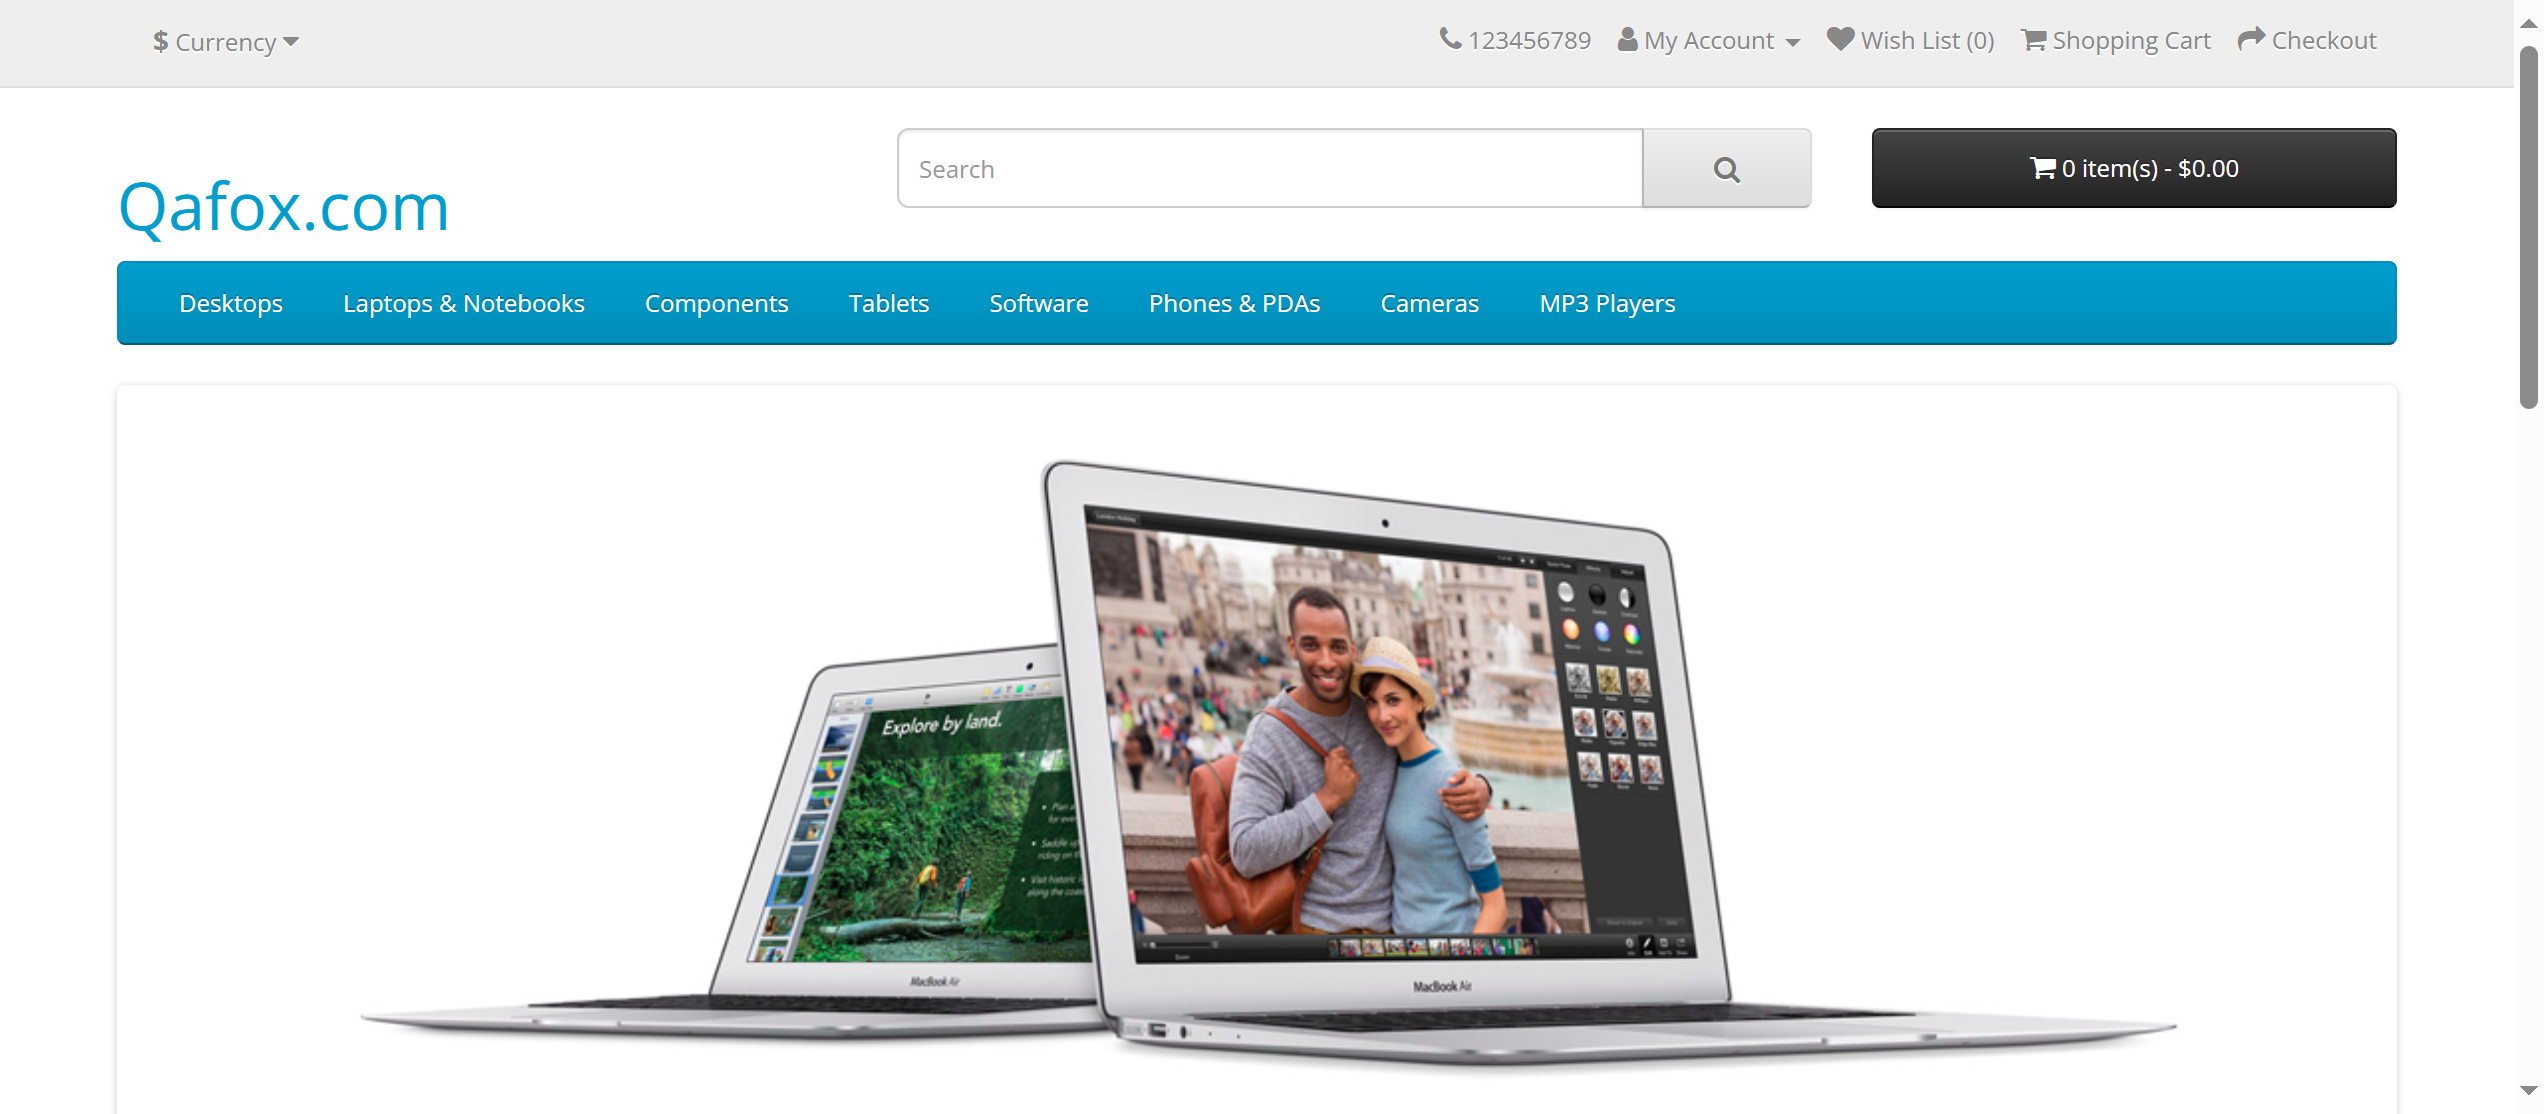 $ Currency
123456789 My Account Wish List (0) Shopping Cart Checkout
Qafox.com
Search
0 item(s) - $0.00
Desktops Laptops & Notebooks Components Tablets Software Phones & PDAs Cameras MP3 Players
Explore by land.
MacBook Air
MacBook Air